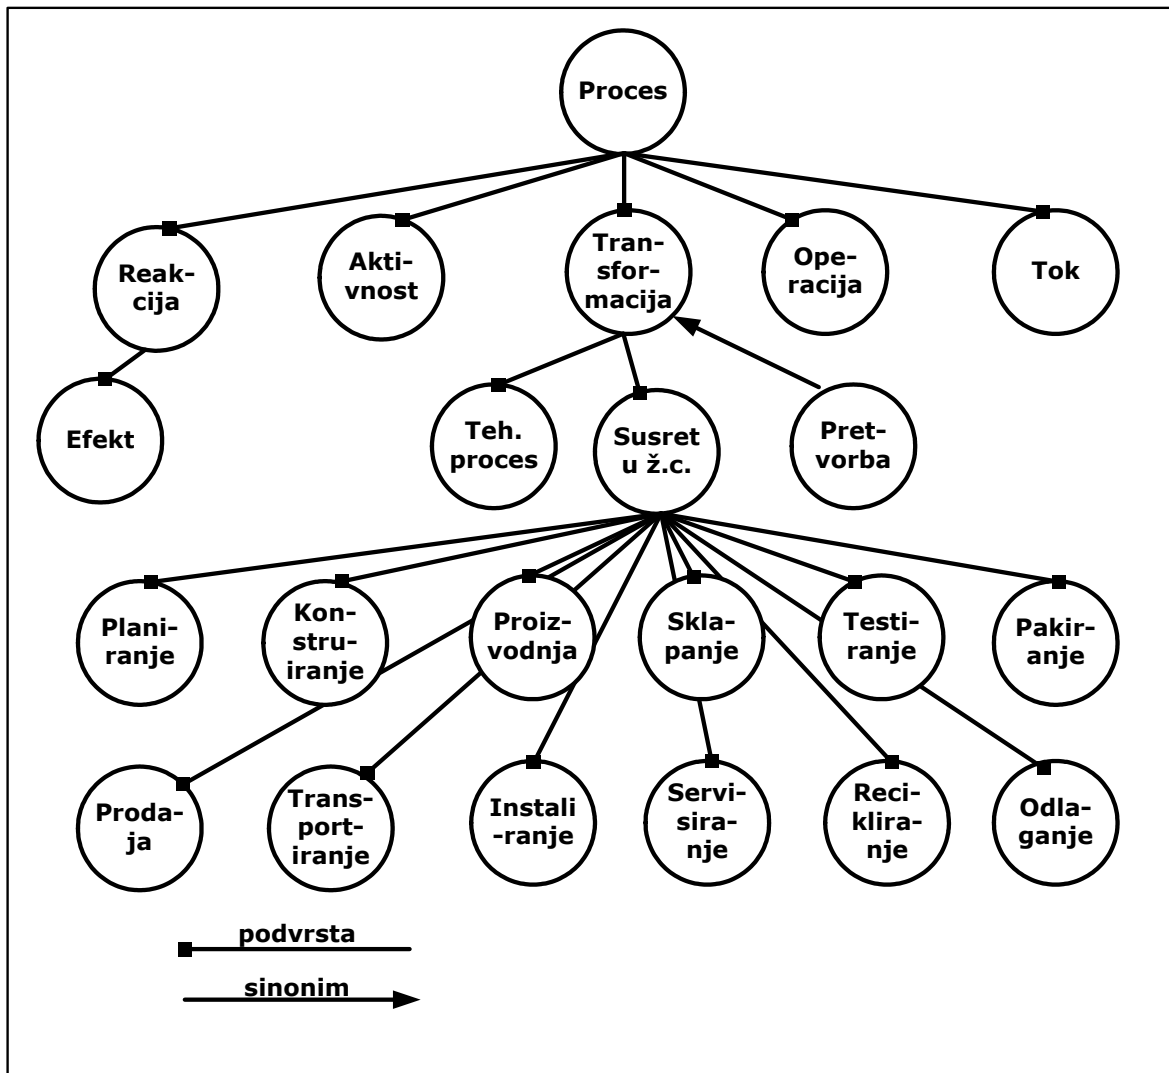 Proces
Reak-
cija
Akti-
vnost
Tran-
sfor-
macija
Ope-
racija
Tok
Efekt
Teh.
proces
Susret
u ž.c.
Pret-
vorba
Plani-
ranje
Kon-
stru-
iranje
Proiz-
vodnja
Skla-
panje
Testi-
ranje
Pakir-
anje
Proda-
ja
Trans-
port-
iranje
Instali
-ranje
Servi-
sira-
nje
Reci-
klira-
nje
Odla-
ganje
podvrsta
sinonim